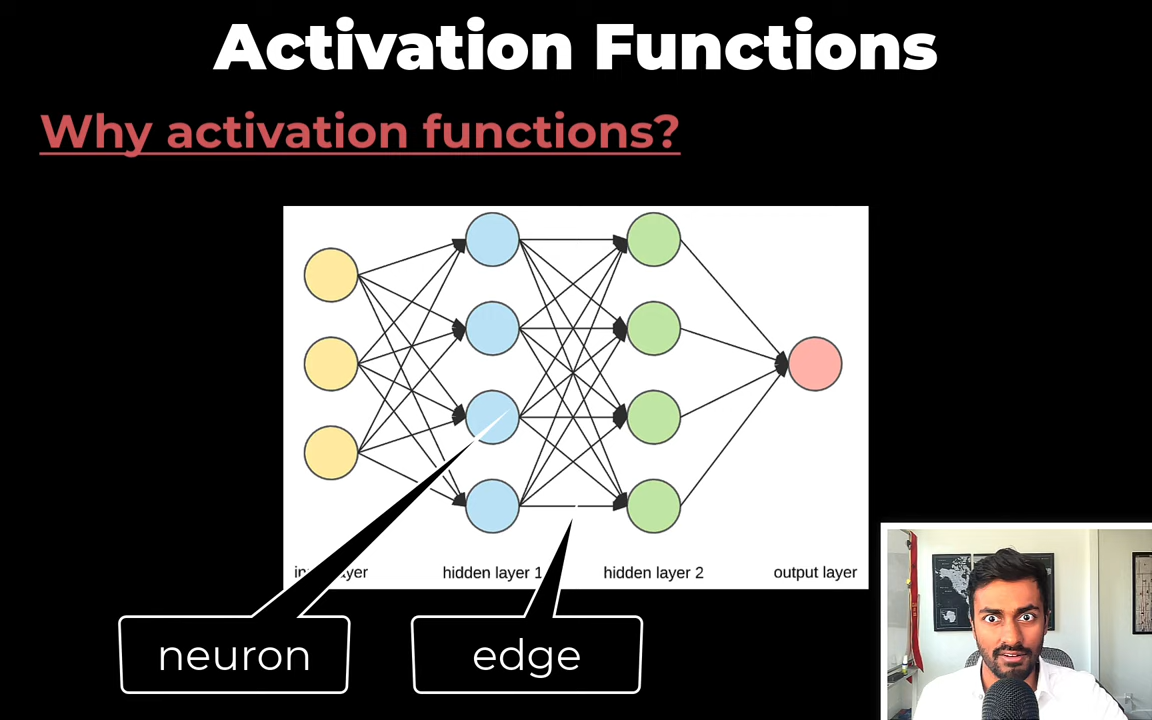 Activation Functions
Why activation functions?
hidden layer 1
hidden layer 2
output layer
neuron
edge